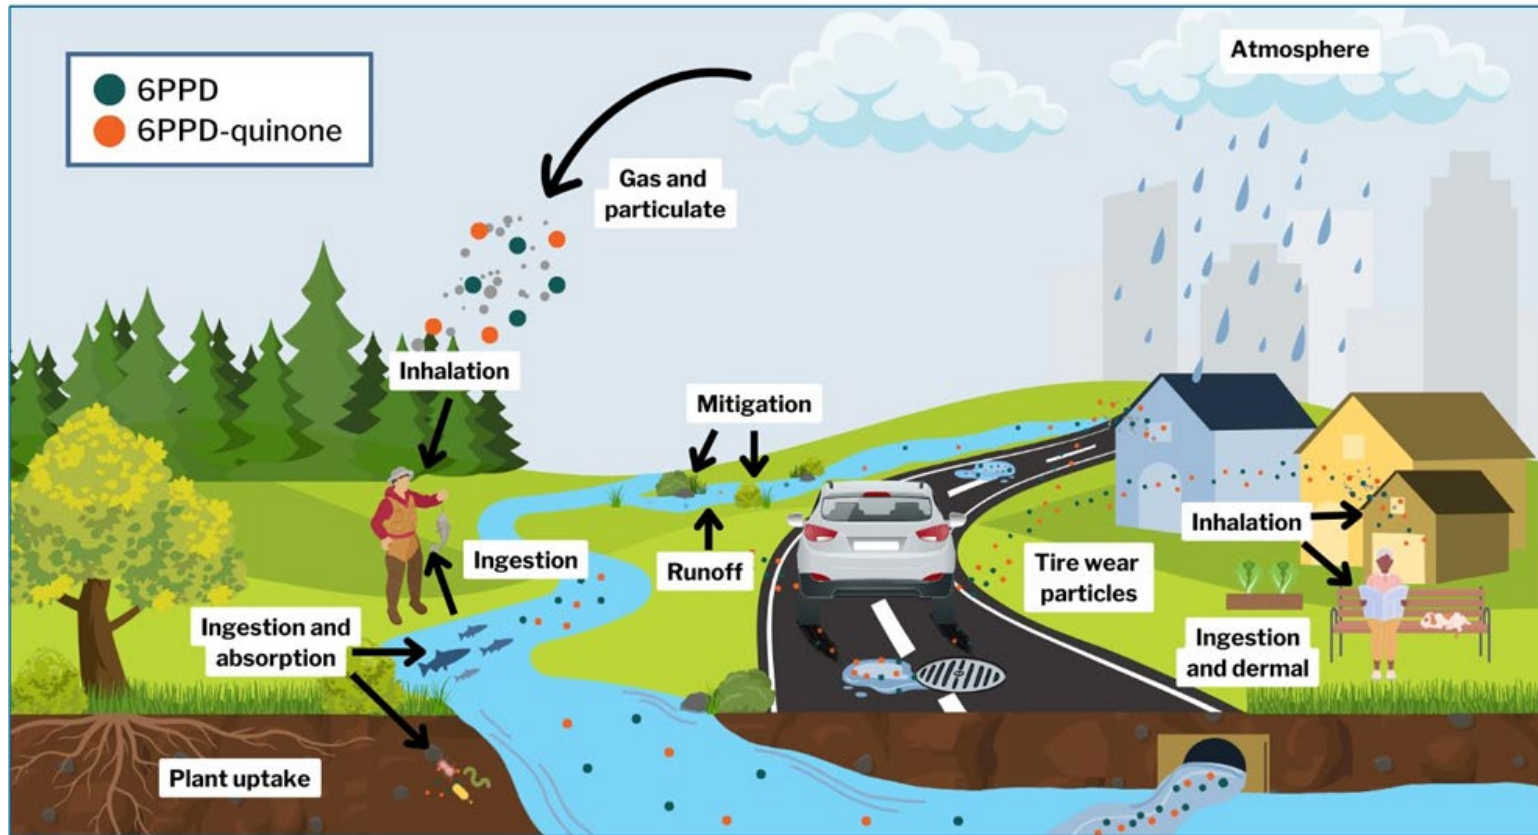 6PPD
6PPD-quinone
Atmosphere
Gas and
particulate
Inhalation
Mitigation
Inhalation
Ingestion
Runoff
Tire wear
particles
Ingestion and
absorption
Ingestion
and dermal
Plant uptake